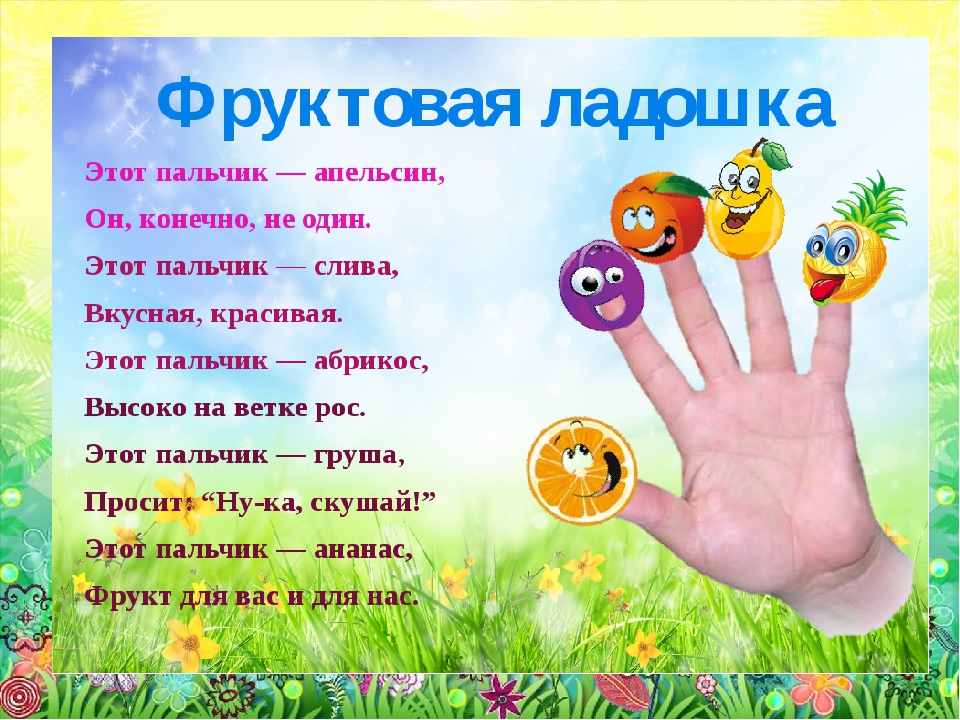 Фруктовая ладошка
Этот пальчик — апельсин,
Он, конечно, не один.
Этот пальчик — слива,
Вкусная, красивая.
Этот пальчик — абрикос,
Высоко на ветке рос.
Этот пальчик — груша,
Просит: “Ну-ка, скушай!”
Этот пальчик — ананас,
Фрукт для вас и для нас.